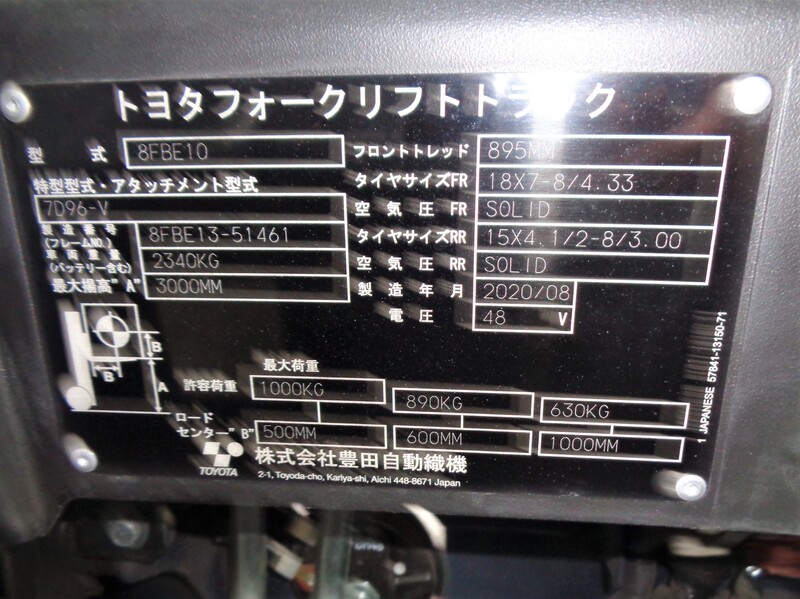 トヨタフォークリフトトラック
型式 8FBE10
特型型式・アタッチメント型式
7D96-V
製造番号 (フレームNO.) 8FBE13-51461
車両重量 (バッテリー含む) 2340KG
最大揚高"A" 3000MM
フロントトレッド 895MM
タイヤサイズFR 18X7-8/4.33
空気圧 FR SOLID
タイヤサイズRR 15X4.1/2-8/3.00
空気圧 RR SOLID
製造年月 2020/08
電圧 48 V
B
B
A
最大荷重
許容荷重 1000KG 890KG 630KG
ロード
センター"B" 500MM 600MM 1000MM
TOYOTA
株式会社豊田自動織機
2-1, Toyoda-cho, Kariya-shi, Aichi 448-8671 Japan
1 JAPANESE 57841-13150-71